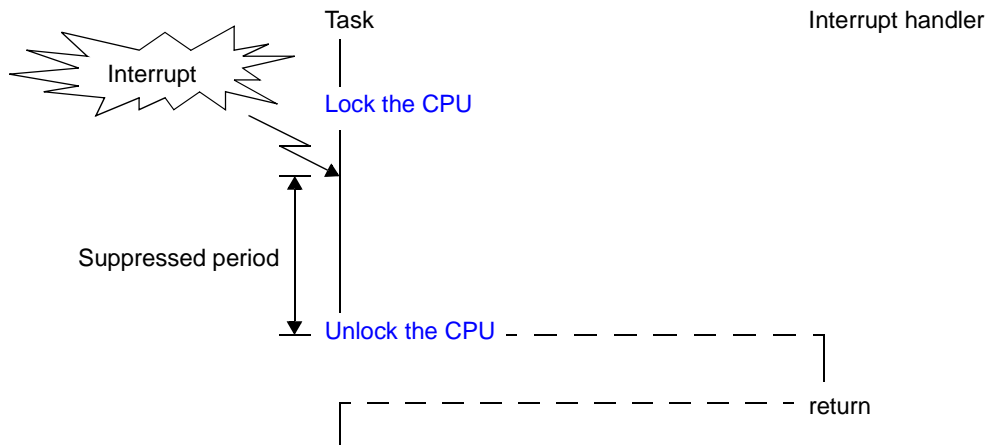 Task
Interrupt handler
Interrupt
Lock the CPU
Suppressed period
Unlock the CPU
return